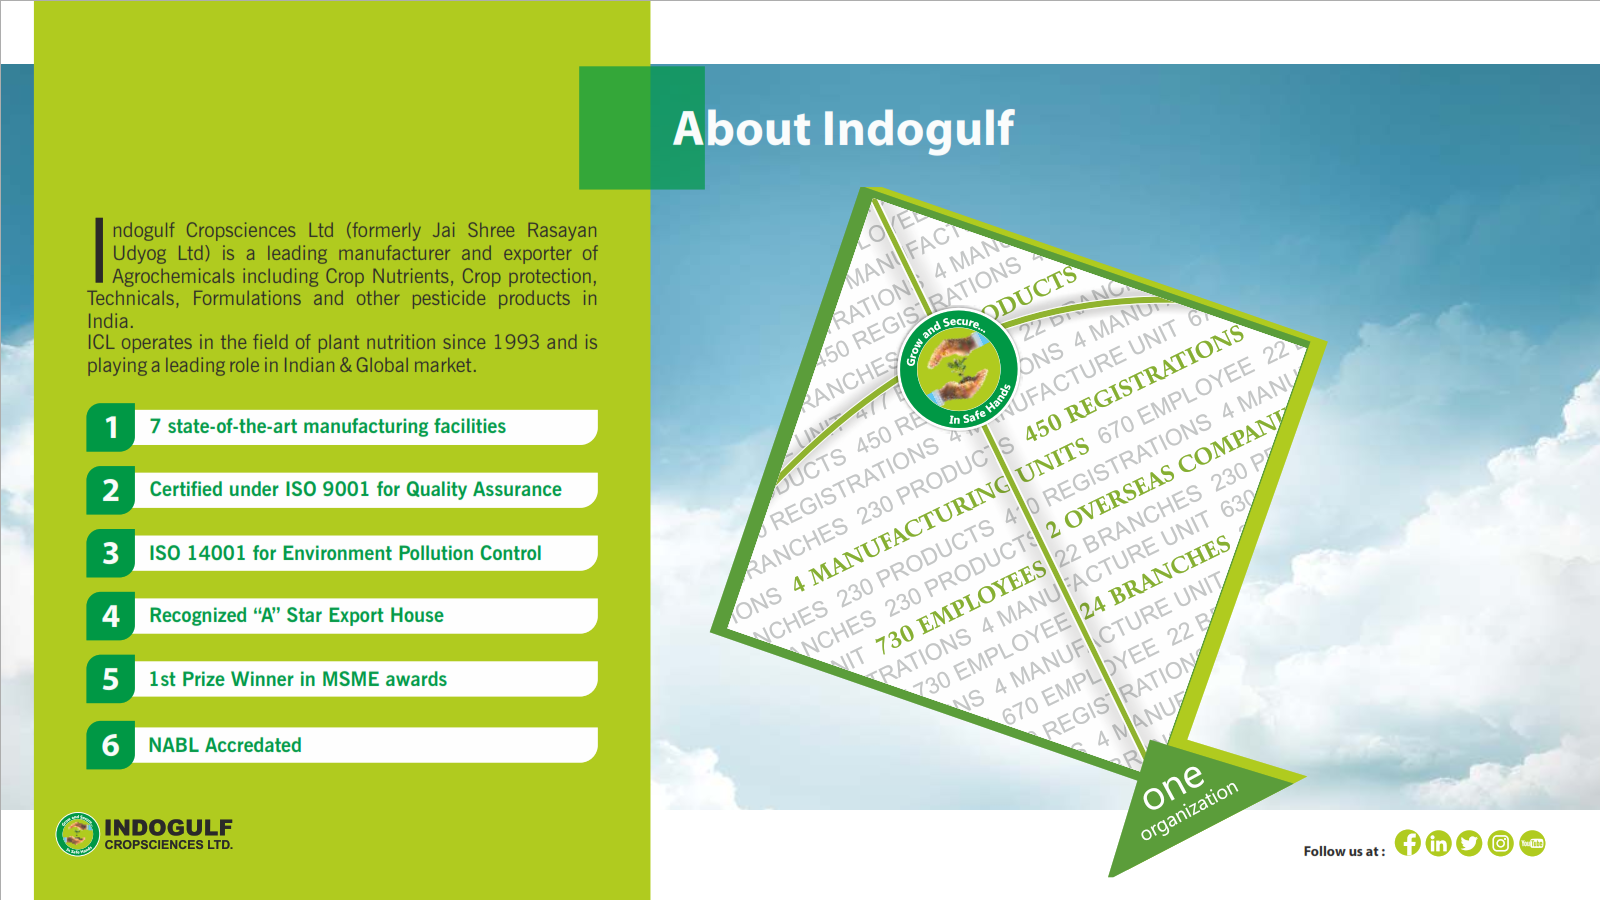 About Indogulf
Indogulf Cropsciences Ltd (formerly Jai Shree Rasayan
Udyog Ltd) is a leading manufacturer and exporter of
Agrochemicals including Crop Nutrients, Crop protection,
Technicals, Formulations and other pesticide products in
India.
ICL operates in the field of plant nutrition since 1993 and is
playing a leading role in Indian & Global market.
1 7 state-of-the-art manufacturing facilities
2 Certified under ISO 9001 for Quality Assurance
3 ISO 14001 for Environment Pollution Control
4 Recognized “A” Star Export House
5 1st Prize Winner in MSME awards
6 NABL Accredated
Grow and Secure...
In Safe Hands
ODUCTS
450 REGISTRATIONS
4 MANUFACTURING UNITS
2 OVERSEAS COMPANI
730 EMPLOYEES
24 BRANCHES
one
organization
INDOGULF
CROPSCIENCES LTD.
Follow us at :
YouTube